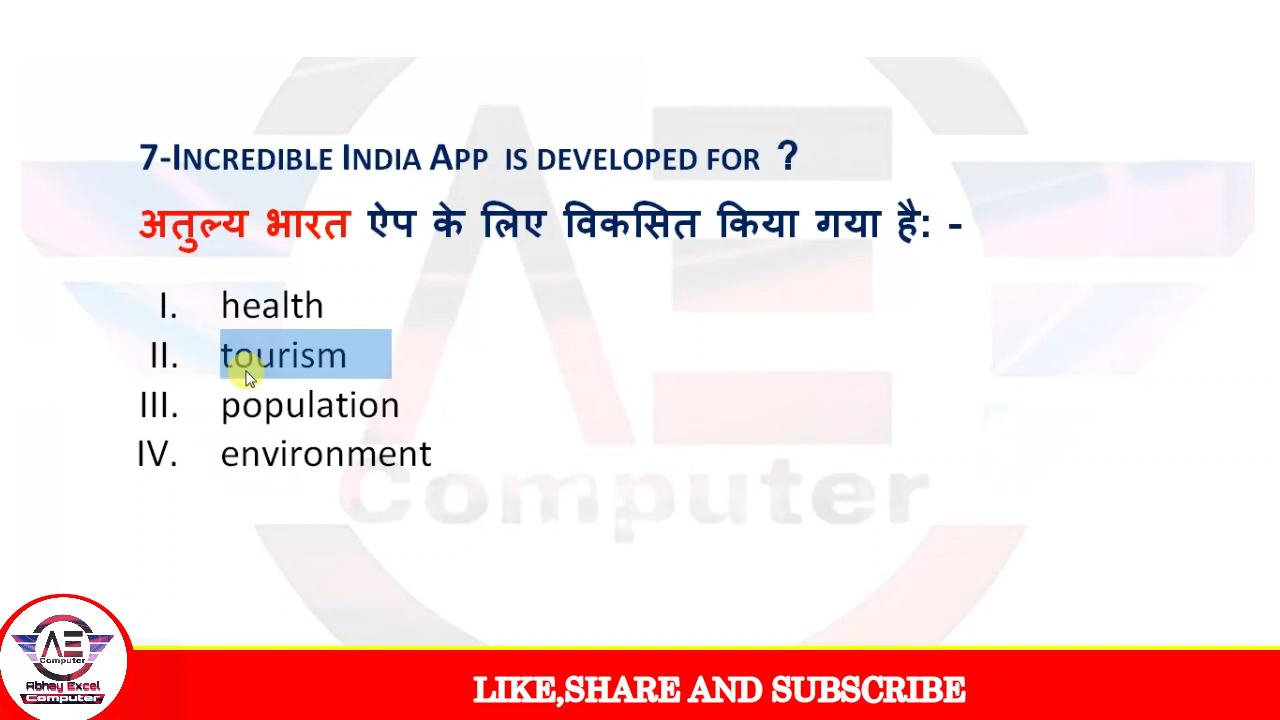 7-INCREDIBLE INDIA APP IS DEVELOPED FOR ?
अतुल्य भारत ऐप के लिए विकसित किया गया है: -
I. health
II. tourism
III. population
IV. environment
AE
Computer
AE
Computer
Abhay Excel
Computer
LIKE,SHARE AND SUBSCRIBE